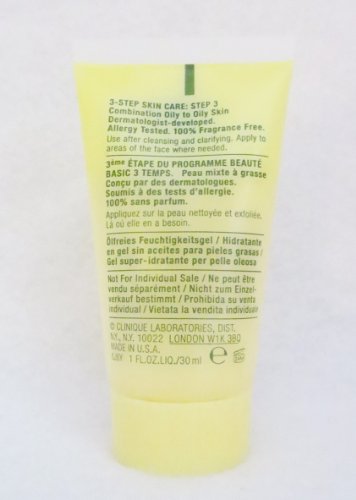 3-STEP SKIN CARE: STEP 3
Combination Oily to Oily Skin
Dermatologist-developed.
Allergy Tested. 100% Fragrance Free.
Use after cleansing and clarifying. Apply to
areas of the face where needed.
3ème ÉTAPE DU PROGRAMME BEAUTÉ
BASIC 3 TEMPS. Peau mixte à grasse
Conçu par des dermatologues.
Soumis à des tests d'allergie.
100% sans parfum.
Appliquez sur la peau nettoyée et exfoliée.
Là où elle en a besoin.
Ölfreies Feuchtigkeitsgel / Hidratante
en gel sin aceites para pieles grasas /
Gel super-idratante per pelle oleosa
Not For Individual Sale / Ne peut être
vendu séparément / Nicht zum Einzel-
verkauf bestimmt / Prohibida su venta
individual / Vietata la vendita individuale
© CLINIQUE LABORATORIES, DIST.
N.Y., N.Y. 10022 LONDON W1K 3BQ
MADE IN U.S.A.
1 FL.OZ.LIQ./30 ml e